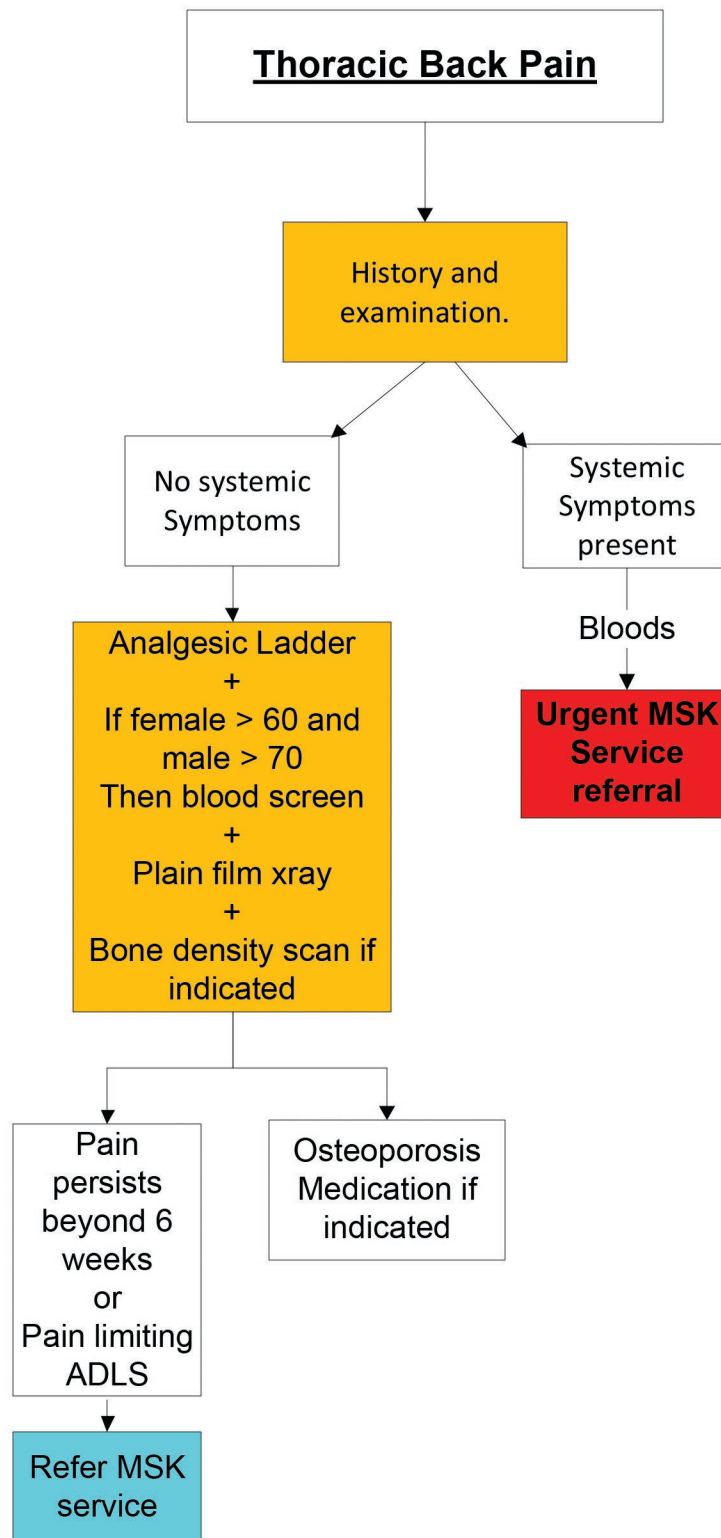 Thoracic Back Pain
History and
examination.
No systemic
Symptoms
Systemic
Symptoms
present
Analgesic Ladder
+
If female > 60 and
male > 70
Then blood screen
+
Plain film xray
+
Bone density scan if
indicated
Bloods
Urgent MSK
Service
referral
Pain
persists
beyond 6
weeks
or
Pain limiting
ADLS
Osteoporosis
Medication if
indicated
Refer MSK
service